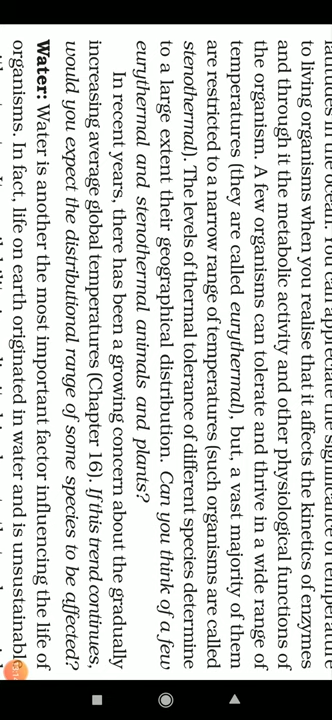 to living organisms when you realise that it affects the kinetics of enzymes
and through it the metabolic activity and other physiological functions of
the organism. A few organisms can tolerate and thrive in a wide range of
temperatures (they are called eurythermal), but, a vast majority of them
are restricted to a narrow range of temperatures (such organisms are called
stenothermal). The levels of thermal tolerance of different species determine
to a large extent their geographical distribution. Can you think of a few
eurythermal and stenothermal animals and plants?
In recent years, there has been a growing concern about the gradually
increasing average global temperatures (Chapter 16). If this trend continues,
would you expect the distributional range of some species to be affected?
Water: Water is another the most important factor influencing the life of
organisms. In fact, life on earth originated in water and is unsustainable